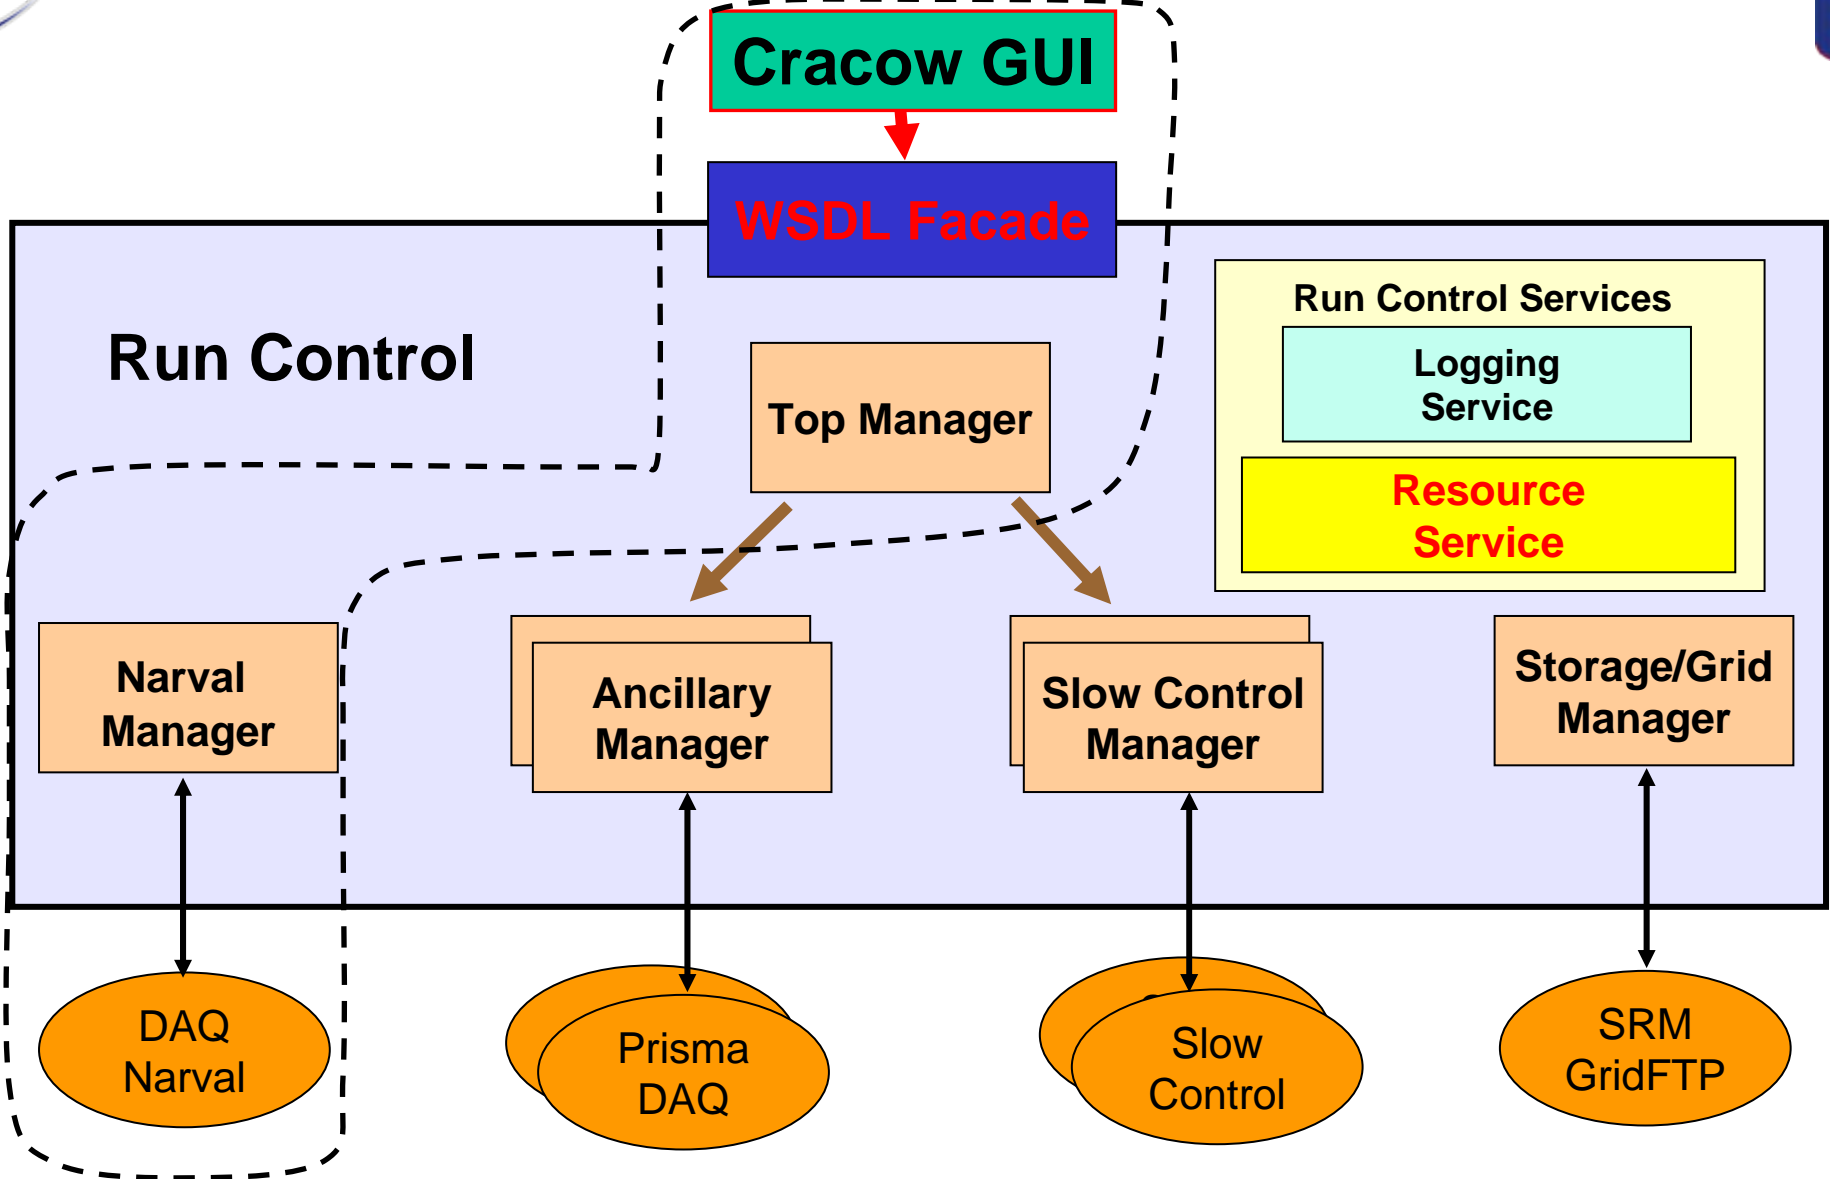 Cracow GUI
WSDL Facade
Run Control
Run Control Services
Logging
Service
Resource
Service
Top Manager
Narval
Manager
Ancillary
Manager
Slow Control
Manager
Storage/Grid
Manager
DAQ
Narval
Prisma
DAQ
Slow
Control
SRM
GridFTP